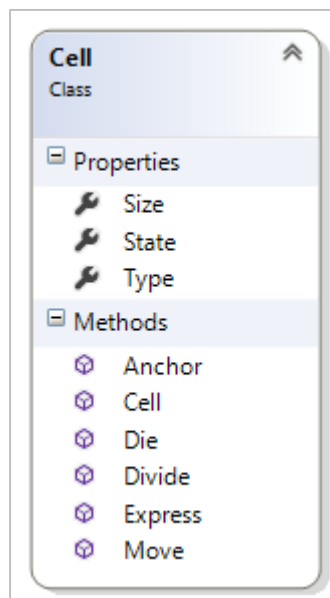 Cell
Class
Properties
Size
State
Type
Methods
Anchor
Cell
Die
Divide
Express
Move